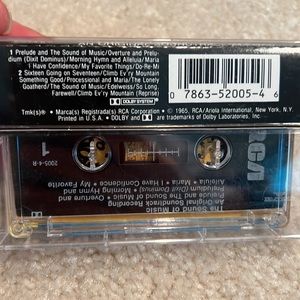 1 Prelude and The Sound of Music/Overture and Prelu-
dium (Dixit Dominus)/Morning Hymn and Alleluia/Maria
I Have Confidence/My Favorite Things/Do-Re-Mi
2 Sixteen Going on Seventeen/Climb Ev'ry Mountain
Something Good/Processional and Maria/The Lonely
Goatherd/The Sound of Music/Edelweiss/So Long,
Farewell/Climb Ev'ry Mountain (Reprise)
DOLBY SYSTEM
0 7863-52005-4 6
Tmk(s)® • Marca(s) Registrada(s) RCA Corporation • © 1965, RCA/Ariola International, New York, N.Y.
Printed in U.S.A. • DOLBY and are trademarks of Dolby Laboratories, Inc.
RCA
1
2005-4-R
The Sound of Music
An Original Soundtrack Recording
Prelude and The Sound of Music • Overture and
Preludium (Dixit Dominus) • Morning Hymn and
Alleluia • Maria • I Have Confidence • My Favorite